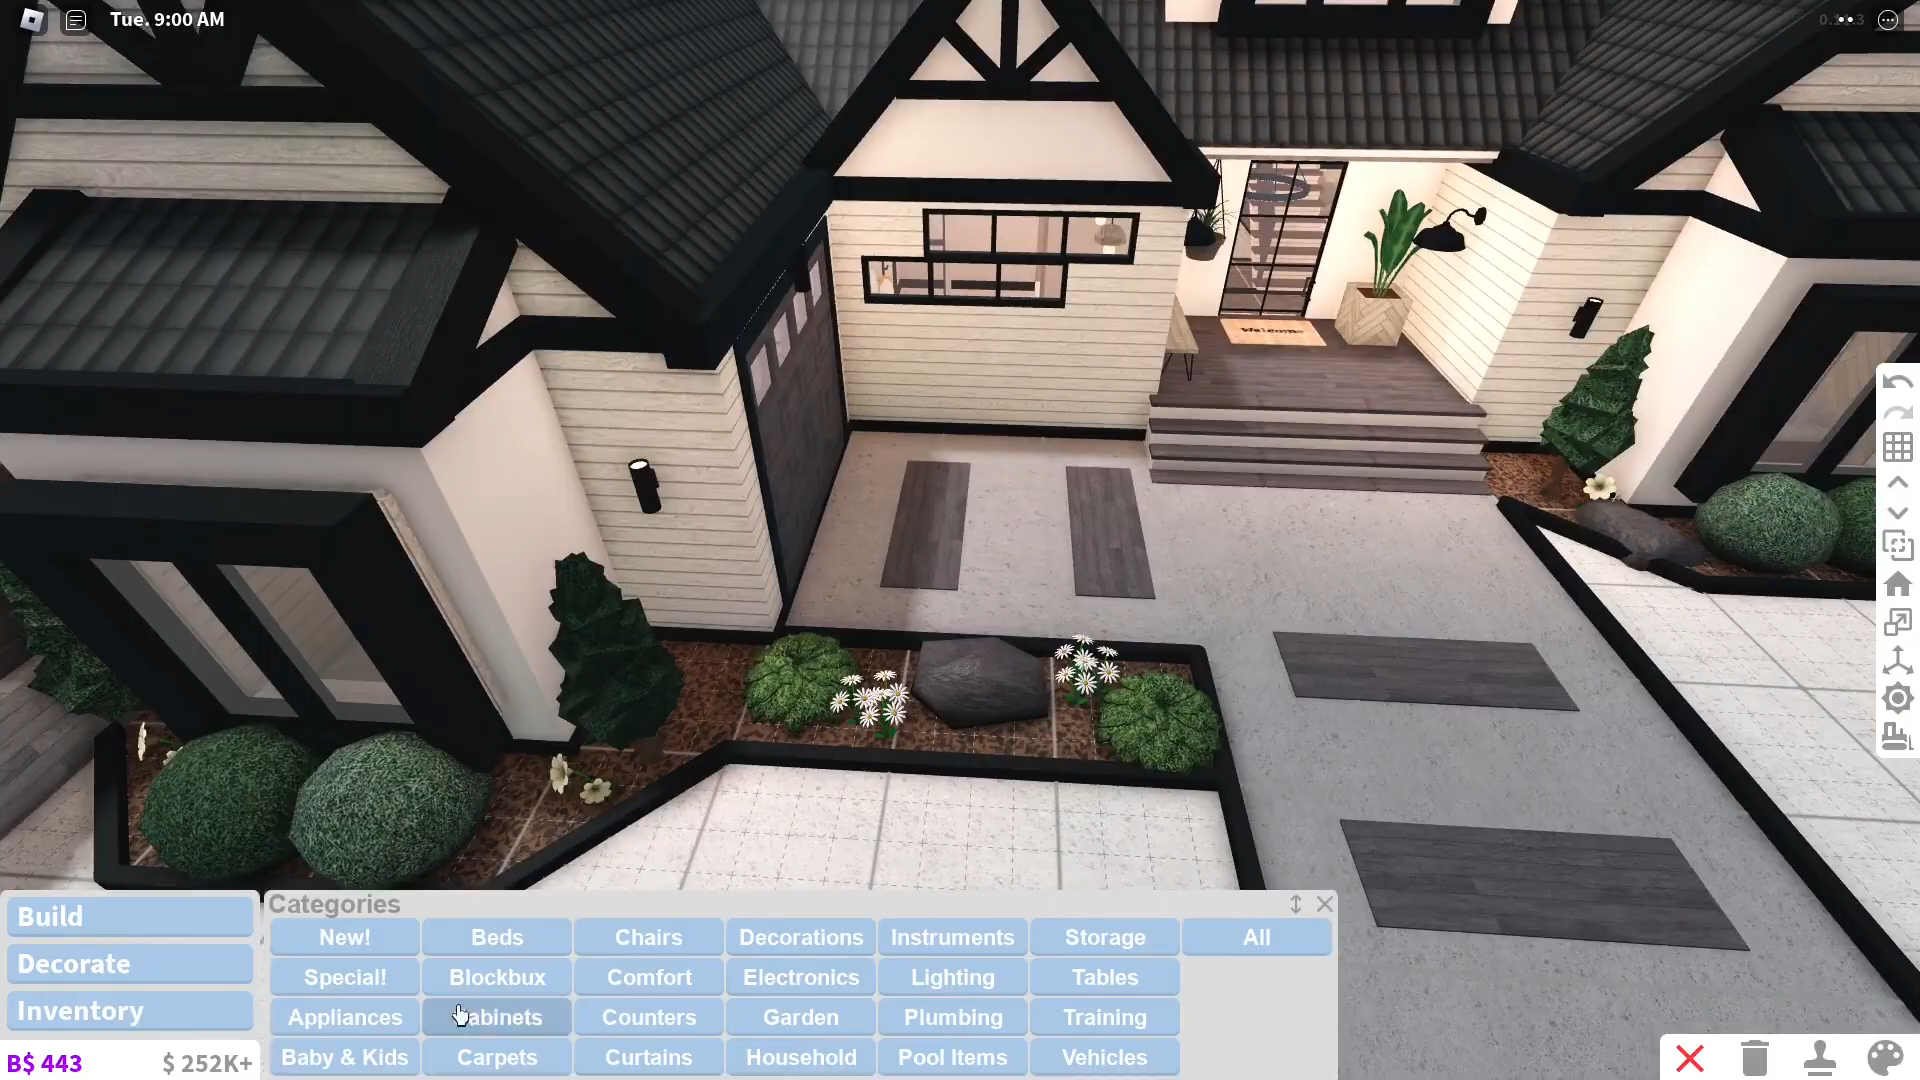 Tue. 9:00 AM
Welcome
Build
Decorate
Inventory
B$ 443
$ 252K+
Categories
New! Beds Chairs Decorations Instruments Storage All
Special! Blockbux Comfort Electronics Lighting Tables
Appliances abinets Counters Garden Plumbing Training
Baby & Kids Carpets Curtains Household Pool Items Vehicles